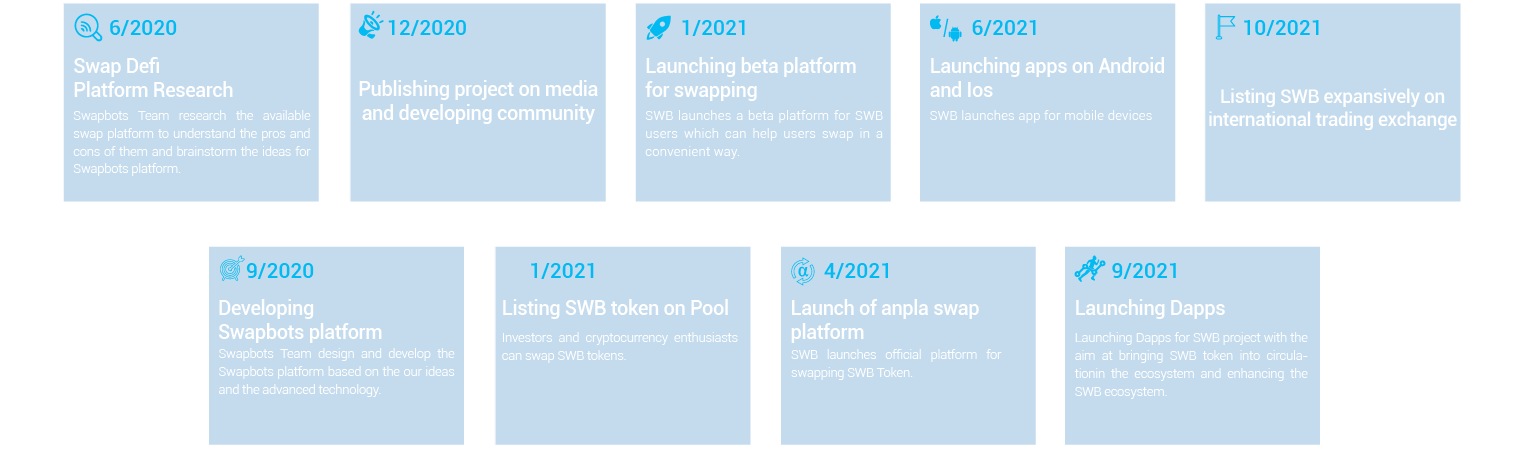 6/2020
Swap Defi
Platform Research
Swapbots Team research the available
swap platform to understand the pros and
cons of them and brainstorm the ideas for
Swapbots platform.
12/2020
Publishing project on media
and developing community
1/2021
Launching beta platform
for swapping
SWB launches a beta platform for SWB
users which can help users swap in a
convenient way.
6/2021
Launching apps on Android
and Ios
SWB launches app for mobile devices
10/2021
Listing SWB expansively on
international trading exchange
9/2020
Developing
Swapbots platform
Swapbots Team design and develop the
Swapbots platform based on the our ideas
and the advanced technology.
1/2021
Listing SWB token on Pool
Investors and cryptocurrency enthusiasts
can swap SWB tokens.
α
4/2021
Launch of anpla swap
platform
SWB launches official platform for
swapping SWB Token.
9/2021
Launching Dapps
Launching Dapps for SWB project with the
aim at bringing SWB token into circula-
tionin the ecosystem and enhancing the
SWB ecosystem.